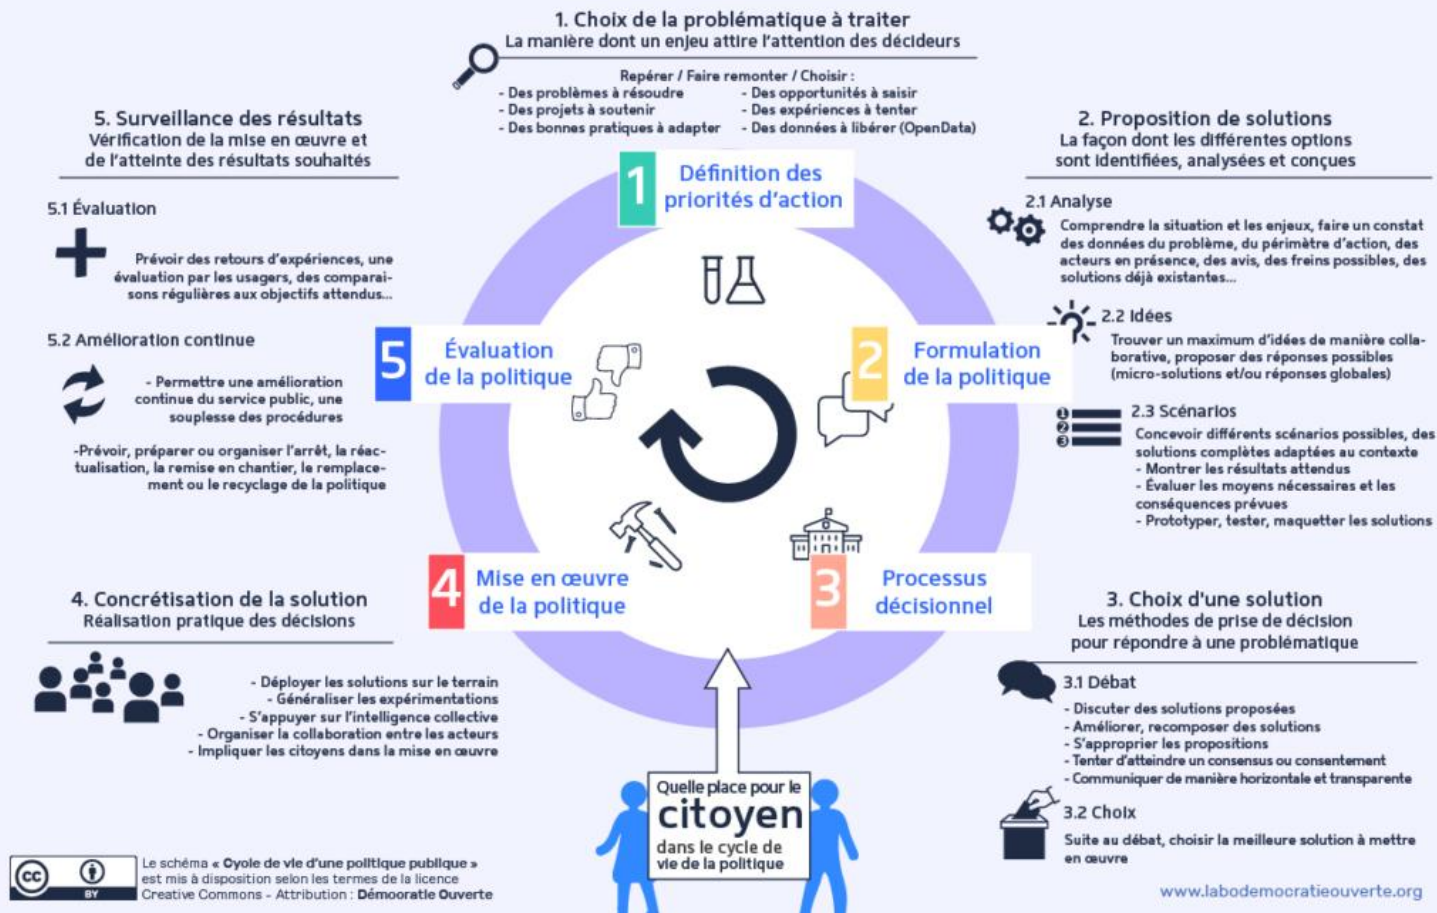 1. Choix de la problématique à traiter
La manière dont un enjeu attire l'attention des décideurs
Repérer / Faire remonter / Choisir :
- Des problèmes à résoudre
- Des projets à soutenir
- Des bonnes pratiques à adapter
- Des opportunités à saisir
- Des expériences à tenter
- Des données à libérer (OpenData)
1
Définition des
priorités d'action
2. Proposition de solutions
La façon dont les différentes options
sont identifiées, analysées et conçues
2.1 Analyse
Comprendre la situation et les enjeux, faire un constat
des données du problème, du périmètre d'action, des
acteurs en présence, des avis, des freins possibles, des
solutions déjà existantes...
2.2 Idées
Trouver un maximum d'idées de manière colla-
borative, proposer des réponses possibles
(micro-solutions et/ou réponses globales)
1
2
3
2.3 Scénarios
Concevoir différents scénarios possibles, des
solutions complètes adaptées au contexte
- Montrer les résultats attendus
- Évaluer les moyens nécessaires et les
conséquences prévues
- Prototyper, tester, maquetter les solutions
2
Formulation
de la politique
3
Processus
décisionnel
3. Choix d'une solution
Les méthodes de prise de décision
pour répondre à une problématique
3.1 Débat
- Discuter des solutions proposées
- Améliorer, recomposer des solutions
- S'approprier les propositions
- Tenter d'atteindre un consensus ou consentement
- Communiquer de manière horizontale et transparente
3.2 Choix
Suite au débat, choisir la meilleure solution à mettre
en œuvre
4
Mise en œuvre
de la politique
4. Concrétisation de la solution
Réalisation pratique des décisions
- Déployer les solutions sur le terrain
- Généraliser les expérimentations
- S'appuyer sur l'intelligence collective
- Organiser la collaboration entre les acteurs
- Impliquer les citoyens dans la mise en œuvre
5
Évaluation
de la politique
5. Surveillance des résultats
Vérification de la mise en œuvre et
de l'atteinte des résultats souhaités
5.1 Évaluation
Prévoir des retours d'expériences, une
évaluation par les usagers, des comparai-
sons régulières aux objectifs attendus...
5.2 Amélioration continue
- Permettre une amélioration
continue du service public, une
souplesse des procédures
-Prévoir, préparer ou organiser l'arrêt, la réac-
tualisation, la remise en chantier, le remplace-
ment ou le recyclage de la politique
Quelle place pour le
citoyen
dans le cycle de
vie de la politique
cc
BY
Le schéma « Cycle de vie d'une politique publique »
est mis à disposition selon les termes de la licence
Creative Commons - Attribution : Démocratie Ouverte
www.labodemocratieouverte.org